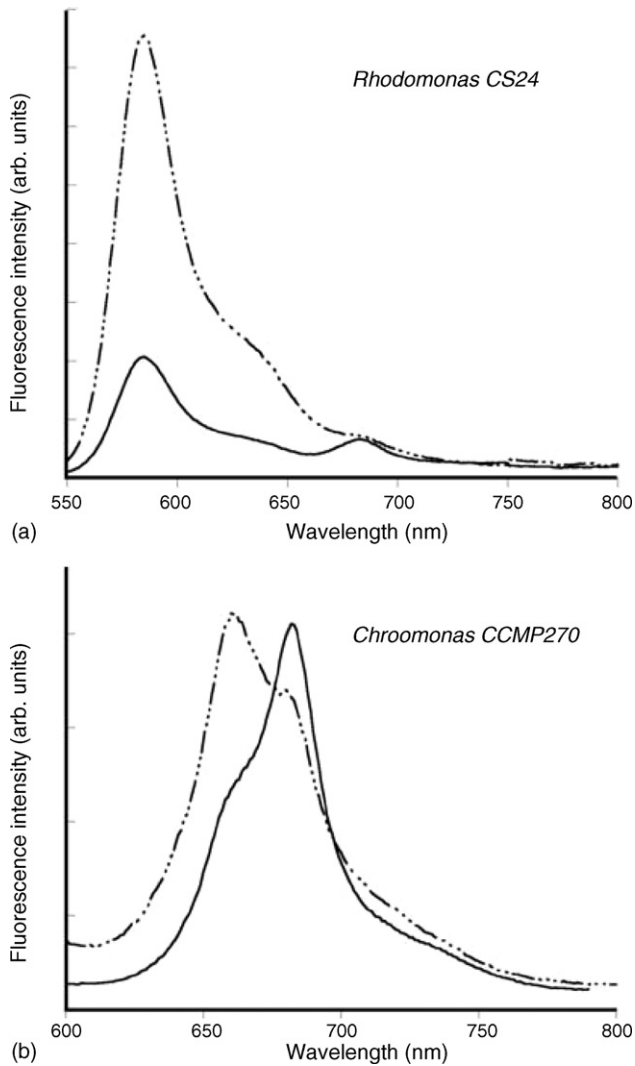 Rhodomonas CS24
Fluorescence intensity (arb. units)
550 600 650 700 750 800
(a) Wavelength (nm)
Chroomonas CCMP270
Fluorescence intensity (arb. units)
600 650 700 750 800
(b) Wavelength (nm)